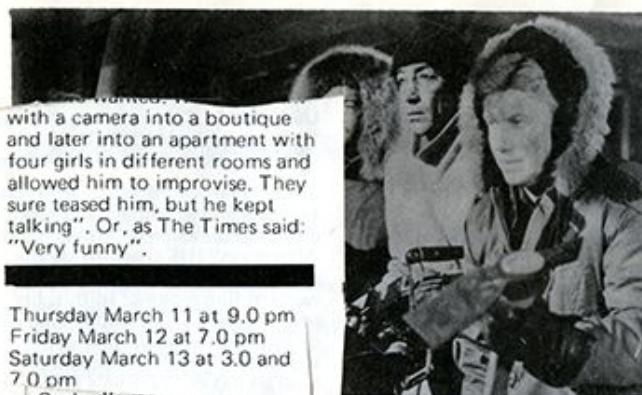 wanted.
with a camera into a boutique
and later into an apartment with
four girls in different rooms and
allowed him to improvise. They
sure teased him, but he kept
talking". Or, as The Times said:
"Very funny".
Thursday March 11 at 9.0 pm
Friday March 12 at 7.0 pm
Saturday March 13 at 3.0 and
7.0 pm